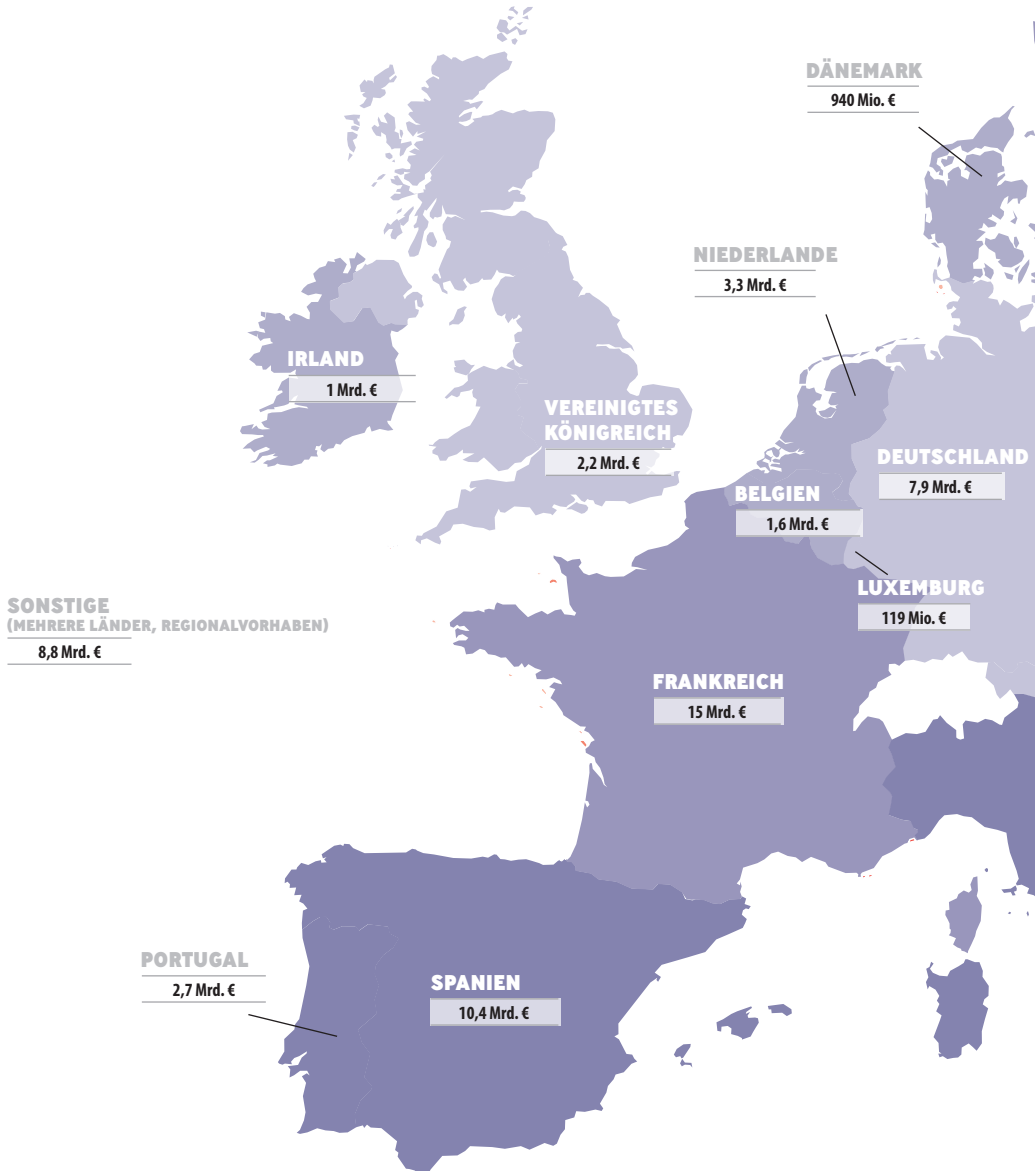 DÄNEMARK
940 Mio. €
NIEDERLANDE
3,3 Mrd. €
IRLAND
1 Mrd. €
VEREINIGTES
KÖNIGREICH
2,2 Mrd. €
DEUTSCHLAND
7,9 Mrd. €
BELGIEN
1,6 Mrd. €
LUXEMBURG
119 Mio. €
SONSTIGE
(MEHRERE LÄNDER, REGIONALVORHABEN)
8,8 Mrd. €
FRANKREICH
15 Mrd. €
PORTUGAL
2,7 Mrd. €
SPANIEN
10,4 Mrd. €